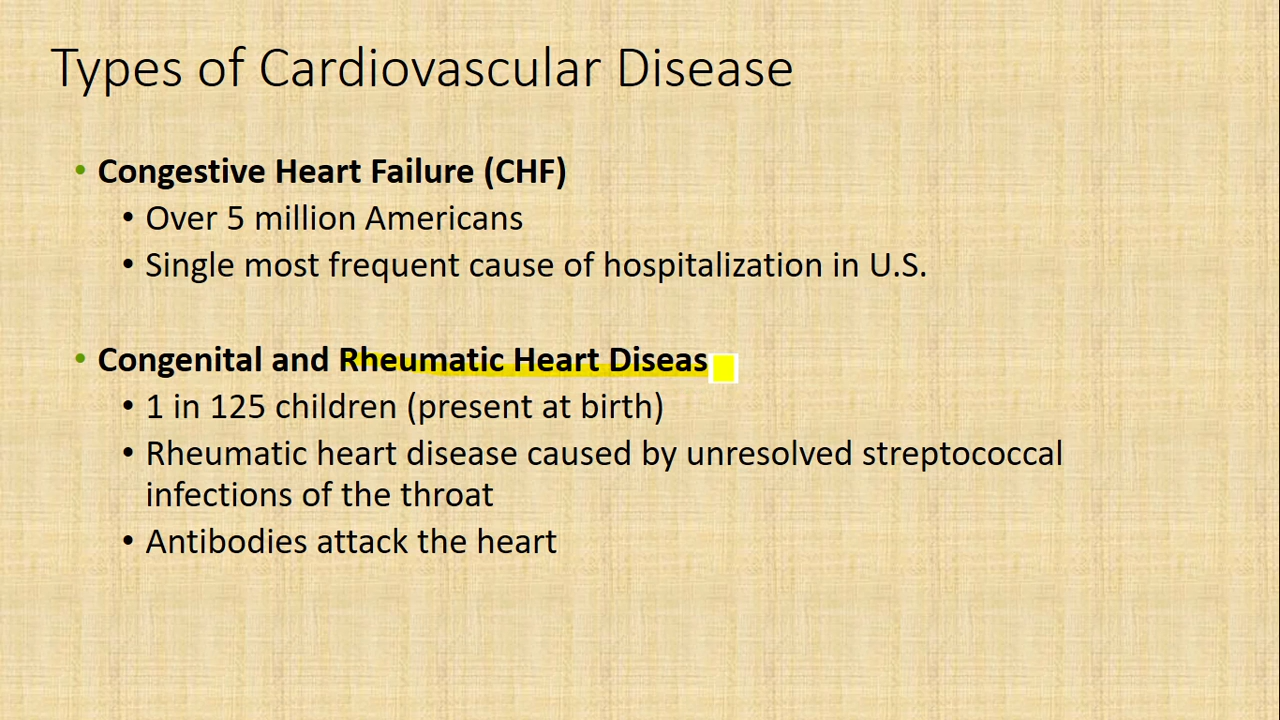 Types of Cardiovascular Disease
• Congestive Heart Failure (CHF)
• Over 5 million Americans
• Single most frequent cause of hospitalization in U.S.
• Congenital and Rheumatic Heart Diseas
• 1 in 125 children (present at birth)
• Rheumatic heart disease caused by unresolved streptococcal
infections of the throat
• Antibodies attack the heart